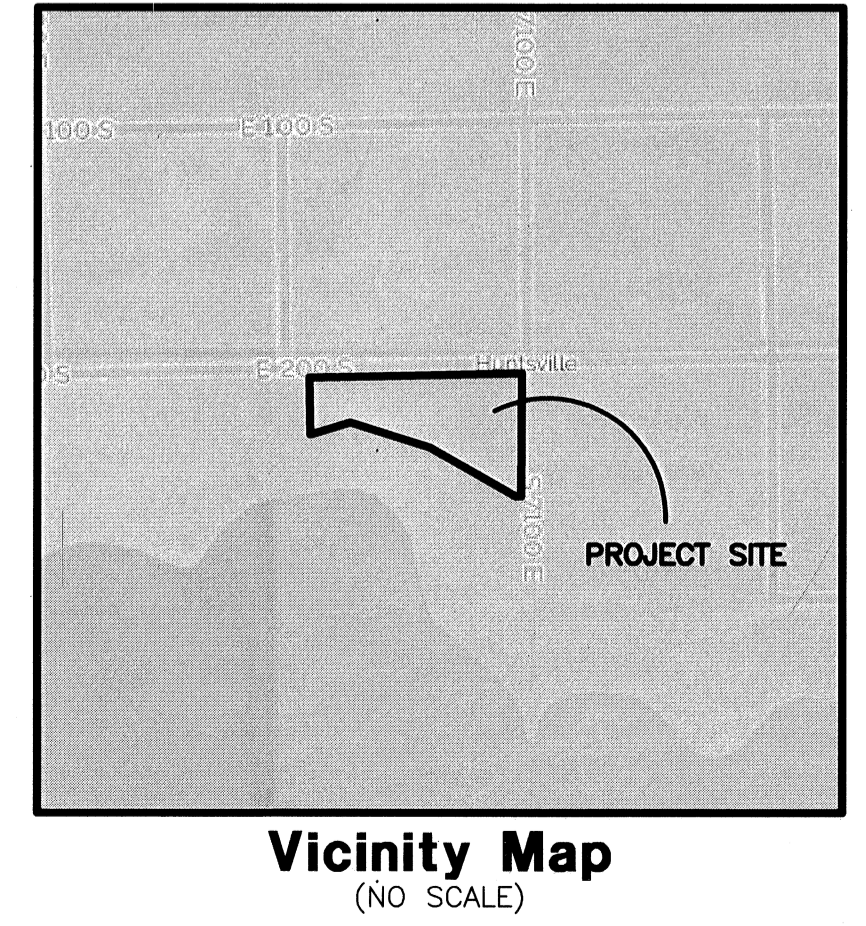 7100 E
100 S
E 100 S
E 200 S
Huntsville
S 7100 E
PROJECT SITE
Vicinity Map
(NO SCALE)